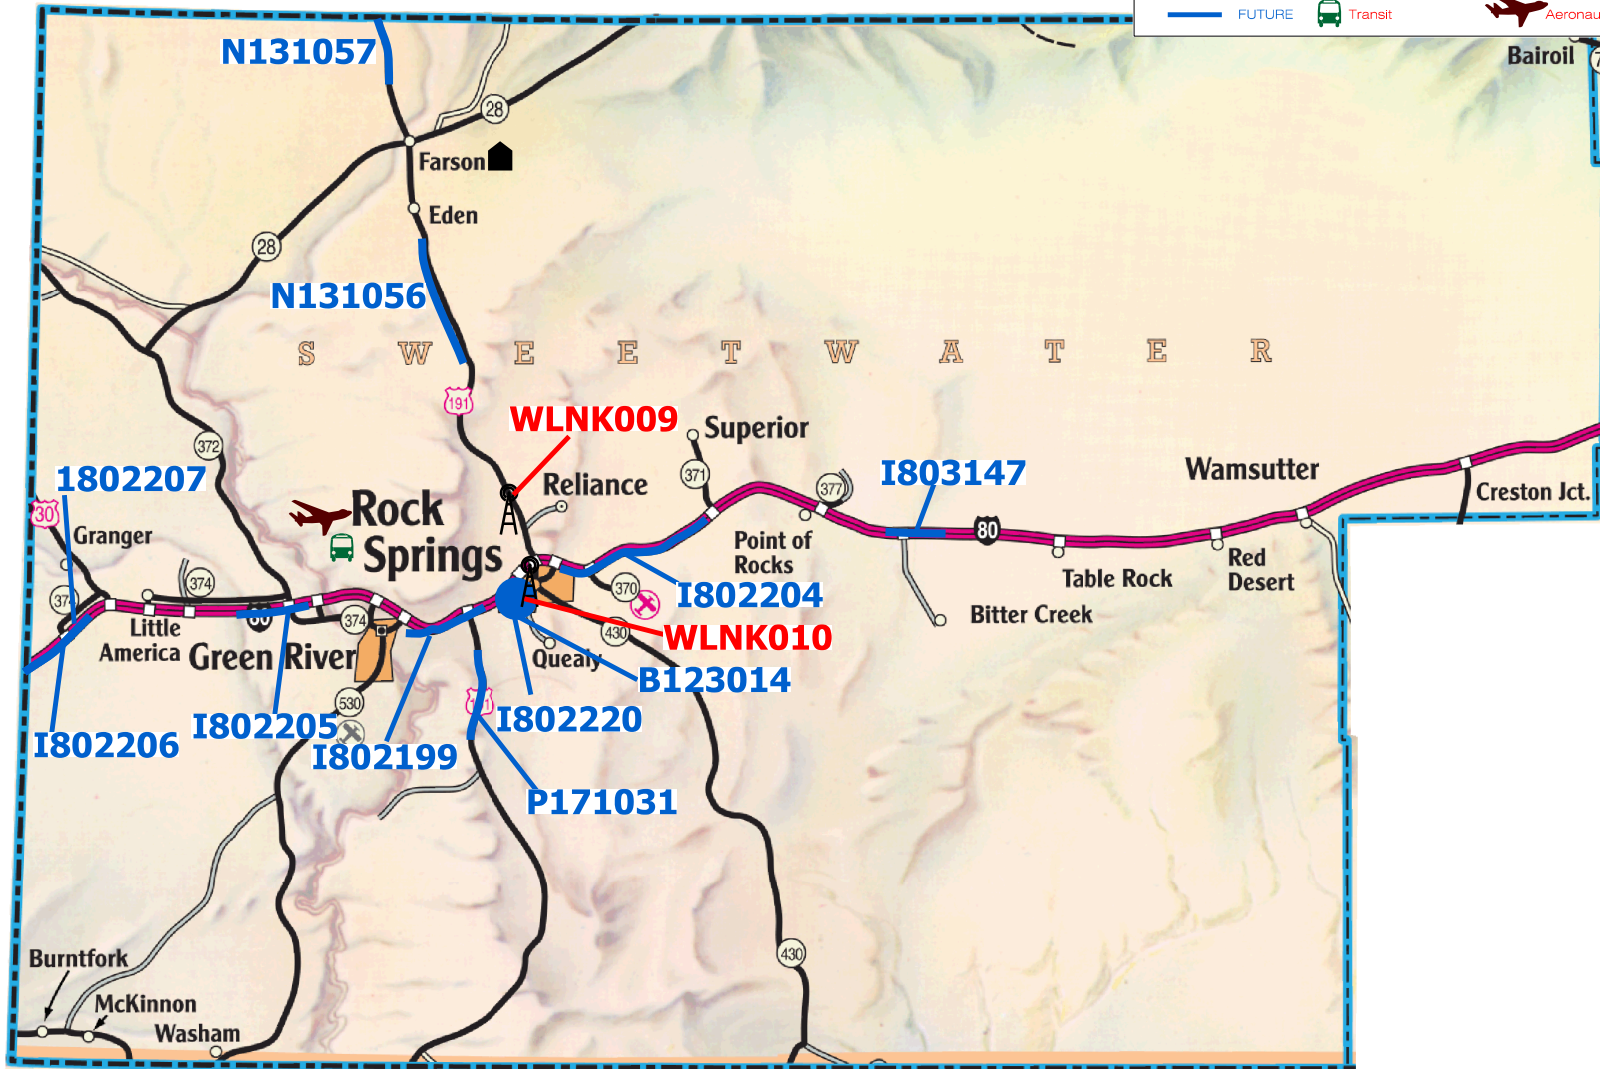 FUTURE
Transit
Aeronau
N131057
Bairoil
28
Farson
Eden
28
N131056
S W E E T W A T E R
191
WLNK009
Superior
372
371
I803147
Wamsutter
1802207
377
Reliance
Creston Jct.
30
Rock
Springs
80
Granger
Point of
Rocks
Red
Desert
Table Rock
374
370
I802204
374
Little
America
430
WLNK010
Bitter Creek
Green River
Quealy
B123014
530
I802205
I802220
I802206
I802199
P171031
430
Burntfork
McKinnon
Washam